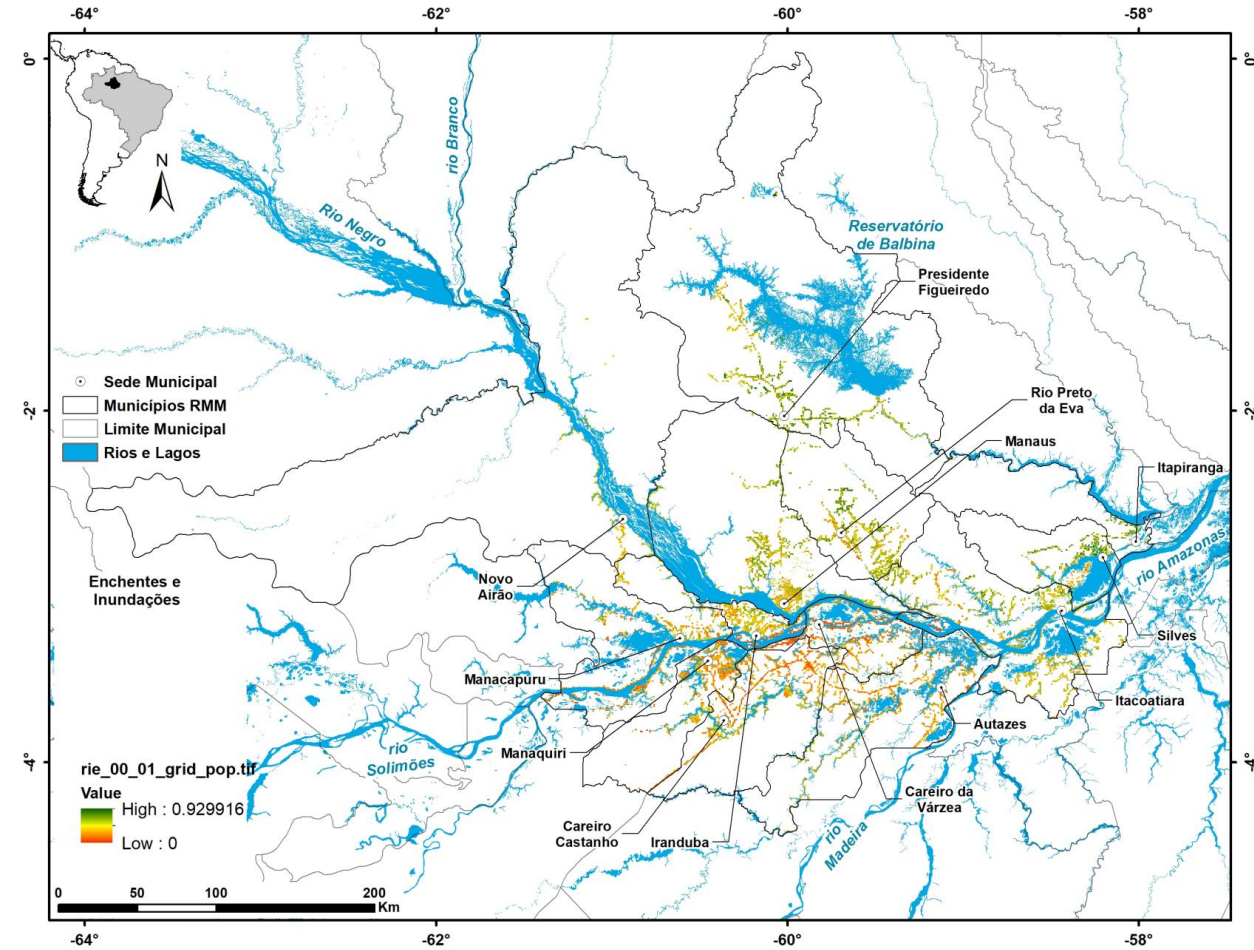 -64°
-62°
-60°
-58°
0°
0°
N
rio Branco
Rio Negro
Reservatório
de Balbina
Presidente
Figueiredo
Sede Municipal
Municípios RMM
Limite Municipal
Rios e Lagos
-2°
-2°
Rio Preto
da Eva
Manaus
Itapiranga
rio Amazonas
Enchentes e
Inundações
Novo
Airão
Silves
Manacapuru
Itacoatiara
Autazes
Manaquiri
rio
Solimões
-4°
-4°
rie_00_01_grid_pop.tif
Value
High : 0.929916
Low : 0
Careiro da
Várzea
Careiro
Castanho
Iranduba
rio
Madeira
0 50 100 200
Km
-64°
-62°
-60°
-58°